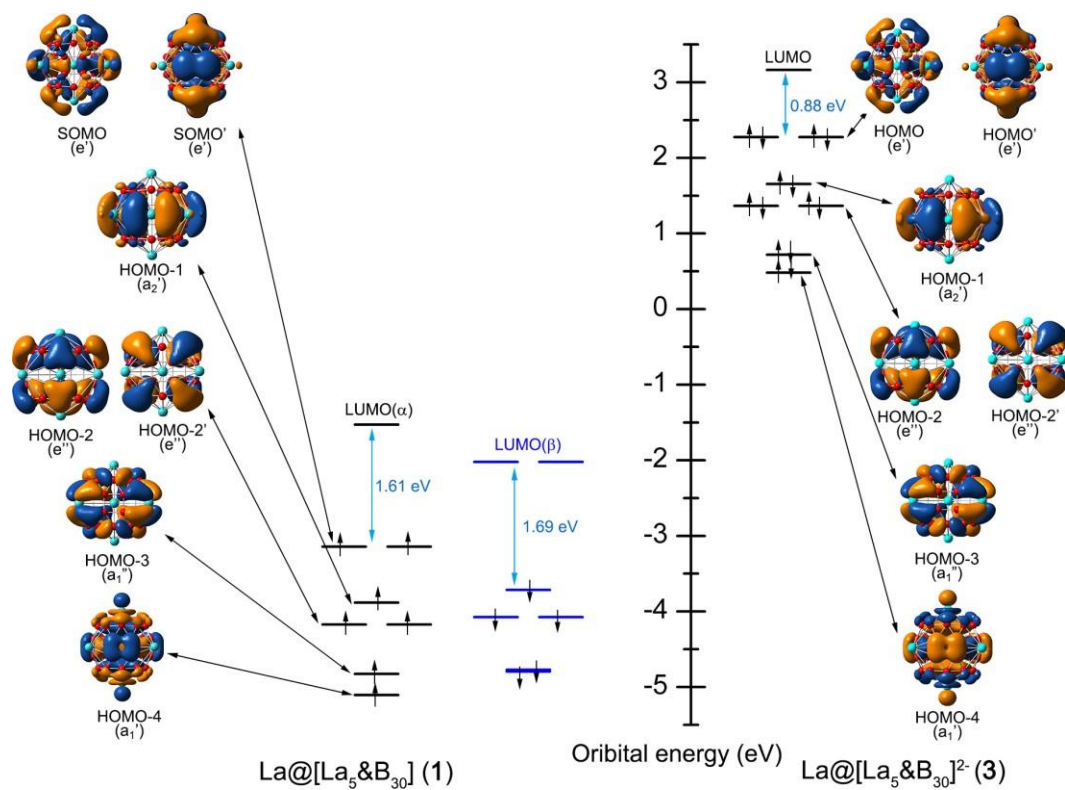 SOMO
(e')
SOMO'
(e')
HOMO-1
(a₂')
HOMO-2
(e'')
HOMO-2'
(e'')
HOMO-3
(a₁'')
HOMO-4
(a₁')
LUMO(α)
1.61 eV
LUMO(β)
1.69 eV
La@[La₅&B₃₀] (1)
3
2
1
0
-1
-2
-3
-4
-5
Oribital energy (eV)
LUMO
0.88 eV
HOMO
(e')
HOMO'
(e')
HOMO-1
(a₂')
HOMO-2
(e'')
HOMO-2'
(e'')
HOMO-3
(a₁'')
HOMO-4
(a₁')
La@[La₅&B₃₀]²⁻ (3)